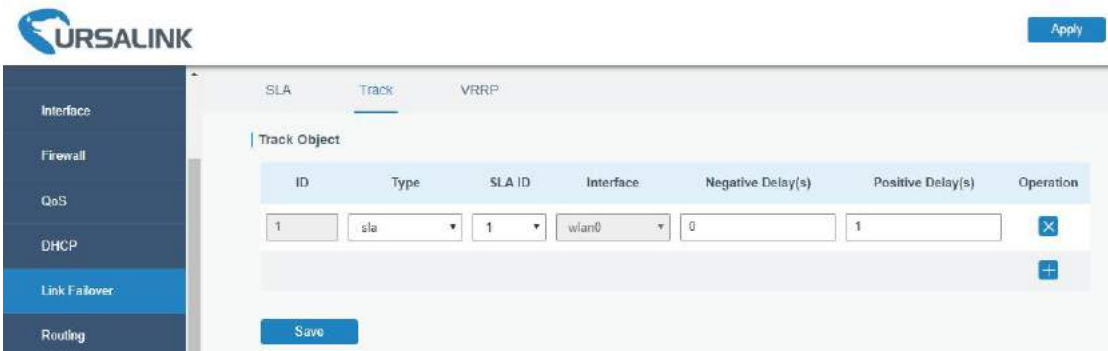 URSALINK
Apply
SLA Track VRRP
Interface
Track Object
Firewall
ID Type SLA ID Interface Negative Delay(s) Positive Delay(s) Operation
QoS
1 sla 1 wlan0 0 1
DHCP
Link Failover
Routing
Save